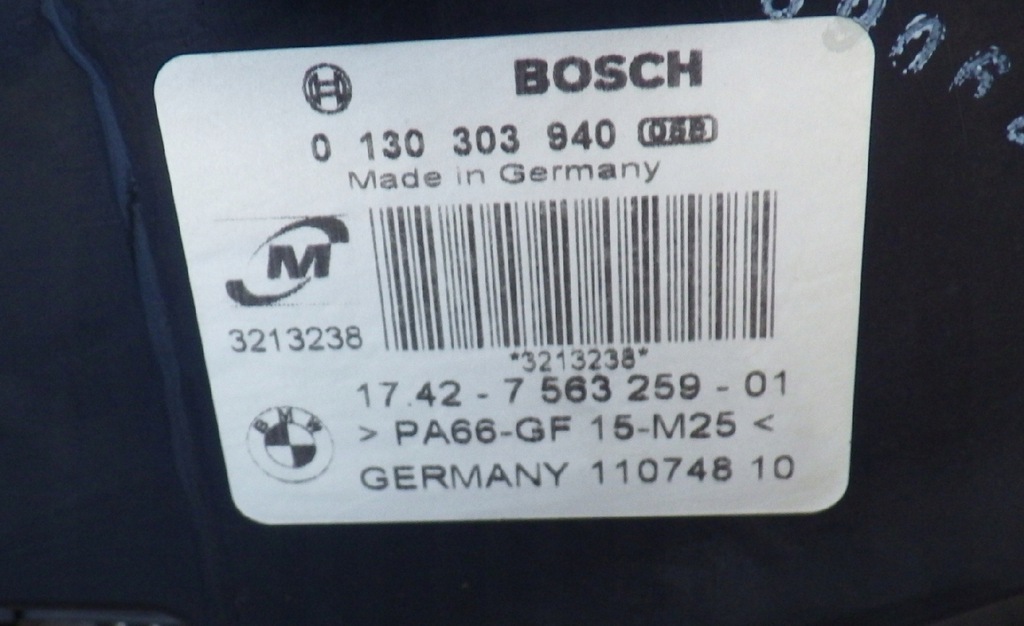 BOSCH
0 130 303 940
Made in Germany
M
3213238
*3213238*
17.42 - 7 563 259 - 01
BMW
> PA66-GF 15-M25 <
GERMANY 110748 10